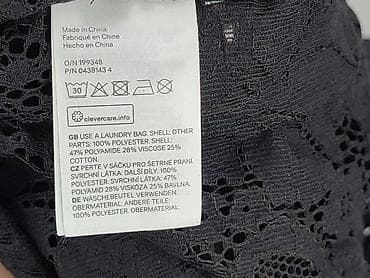 Made in China
Fabriqué en Chine
Hecho en China
O/N 199348
P/N 0438143 4
30
clevercare.info
GB USE A LAUNDRY BAG. SHELL: OTHER
PARTS: 100% POLYESTER. SHELL:
47% POLYAMIDE 28% VISCOSE 25%
COTTON.
CZ PERTE V SÁČKU PRO ŠETRNÉ PRANÍ.
SVRCHNÍ LÁTKA: DALŠÍ DÍLY: 100%
POLYESTER. SVRCHNÍ LÁTKA: 47%
POLYAMID 28% VISKÓZA 25% BAVLNA.
DE WÄSCHEBEUTEL VERWENDEN.
OBERMATERIAL: ANDERE TEILE:
100% POLYESTER. OBERMATERIAL: